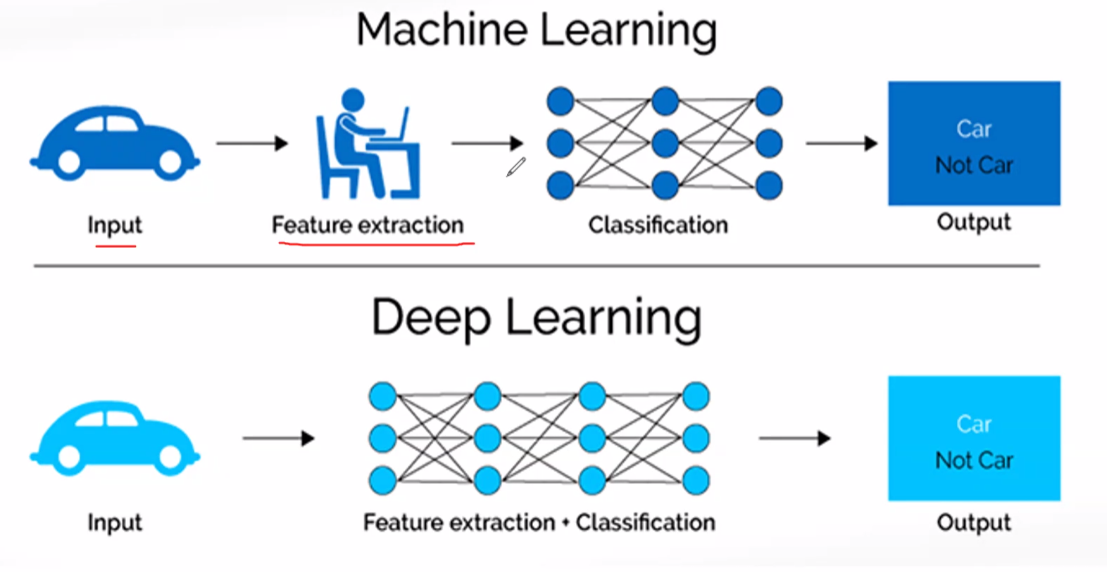 Machine Learning
Car
Not Car
Input
Feature extraction
Classification
Output
Deep Learning
Car
Not Car
Input
Feature extraction + Classification
Output